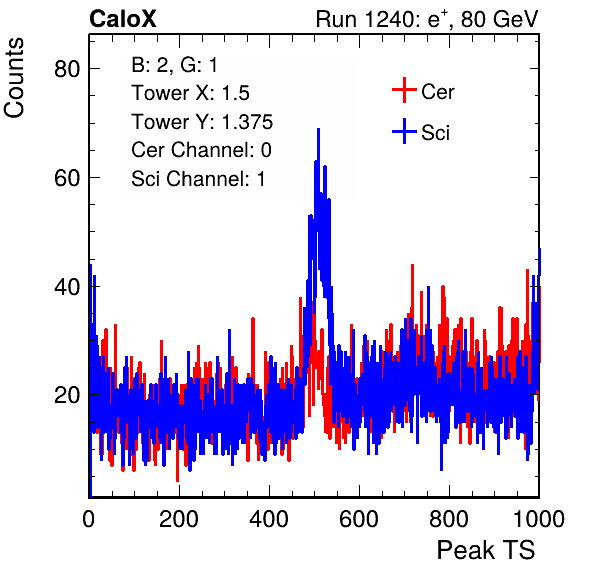 CaloX Run 1240: e⁺, 80 GeV
Counts
B: 2, G: 1
Tower X: 1.5
Tower Y: 1.375
Cer Channel: 0
Sci Channel: 1
Cer
Sci
80
60
40
20
0 200 400 600 800 1000
Peak TS